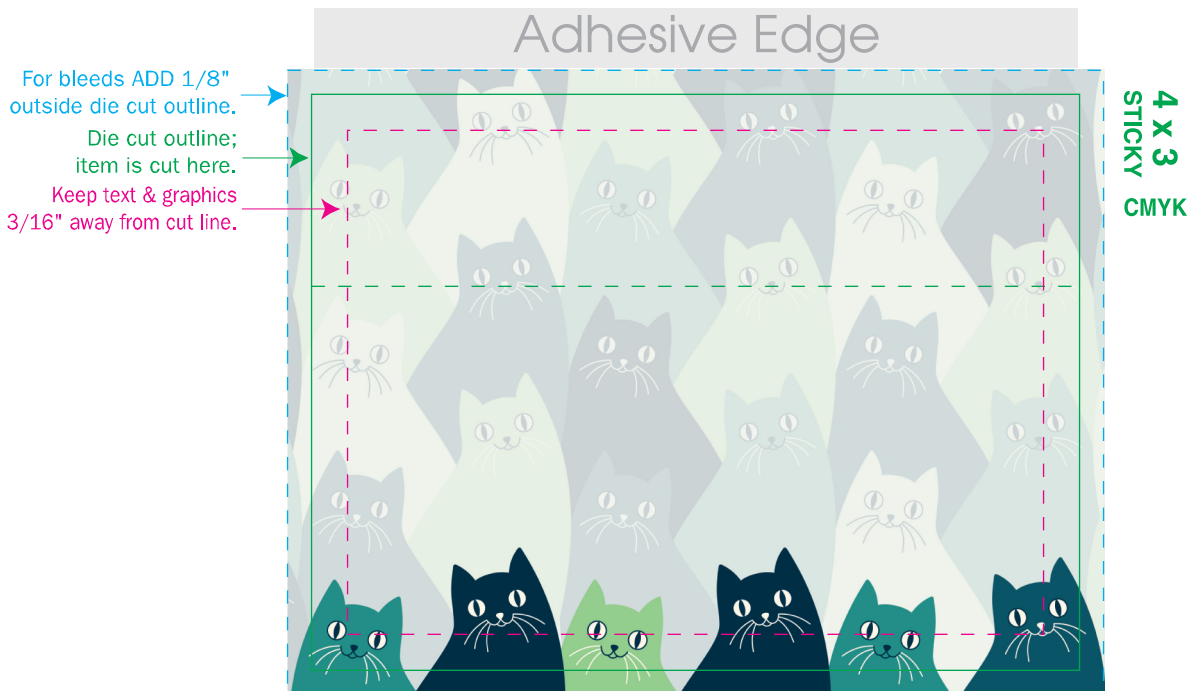 Adhesive Edge
For bleeds ADD 1/8"
outside die cut outline.
Die cut outline;
item is cut here.
Keep text & graphics
3/16" away from cut line.
4 x 3
STICKY
CMYK